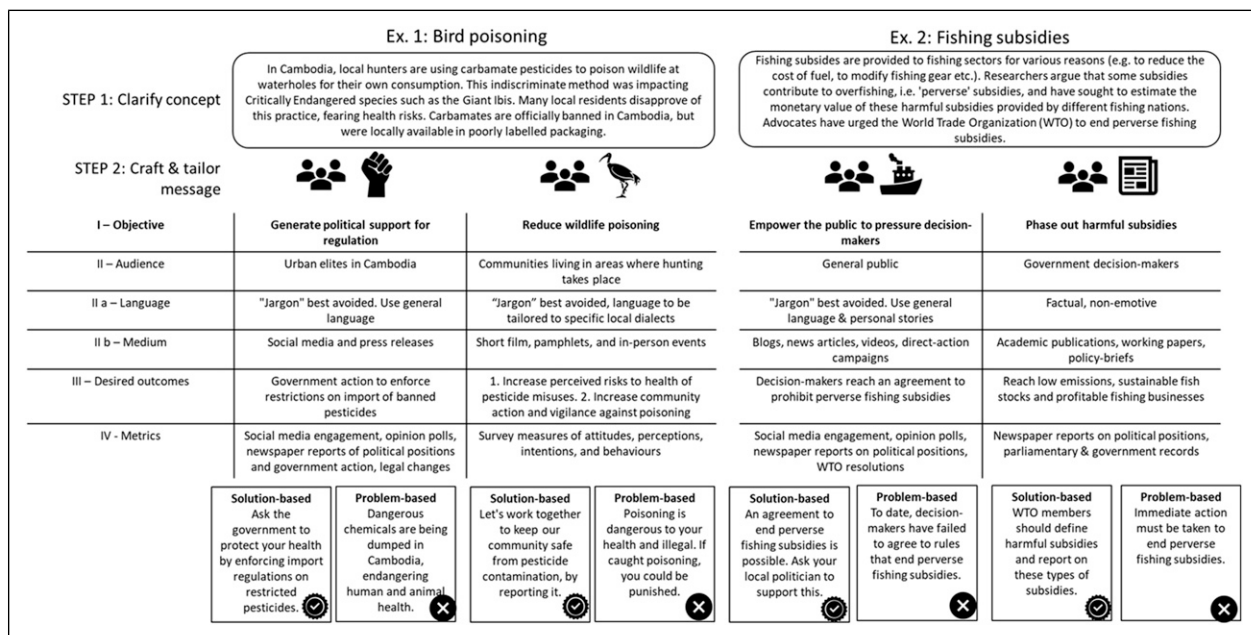 Ex. 1: Bird poisoning
Ex. 2: Fishing subsidies
STEP 1: Clarify concept
In Cambodia, local hunters are using carbamate pesticides to poison wildlife at
waterholes for their own consumption. This indiscriminate method was impacting
Critically Endangered species such as the Giant Ibis. Many local residents disapprove of
this practice, fearing health risks. Carbamates are officially banned in Cambodia, but
were locally available in poorly labelled packaging.
Fishing subsides are provided to fishing sectors for various reasons (e.g. to reduce the
cost of fuel, to modify fishing gear etc.). Researchers argue that some subsidies
contribute to overfishing, i.e. 'perverse' subsidies, and have sought to estimate the
monetary value of these harmful subsidies provided by different fishing nations.
Advocates have urged the World Trade Organization (WTO) to end perverse fishing
subsidies.
STEP 2: Craft & tailor
message
I – Objective
Generate political support for
regulation
Reduce wildlife poisoning
Empower the public to pressure decision-
makers
Phase out harmful subsidies
II – Audience
Urban elites in Cambodia
Communities living in areas where hunting
takes place
General public
Government decision-makers
II a – Language
"Jargon" best avoided. Use general
language
“Jargon” best avoided, language to be
tailored to specific local dialects
"Jargon" best avoided. Use general
language & personal stories
Factual, non-emotive
II b – Medium
Social media and press releases
Short film, pamphlets, and in-person events
Blogs, news articles, videos, direct-action
campaigns
Academic publications, working papers,
policy-briefs
III – Desired outcomes
Government action to enforce
restrictions on import of banned
pesticides
1. Increase perceived risks to health of
pesticide misuses. 2. Increase community
action and vigilance against poisoning
Decision-makers reach an agreement to
prohibit perverse fishing subsidies
Reach low emissions, sustainable fish
stocks and profitable fishing businesses
IV - Metrics
Social media engagement, opinion polls,
newspaper reports of political positions
and government action, legal changes
Survey measures of attitudes, perceptions,
intentions, and behaviours
Social media engagement, opinion polls,
newspaper reports on political positions,
WTO resolutions
Newspaper reports on political positions,
parliamentary & government records
Solution-based
Ask the
government to
protect your health
by enforcing import
regulations on
restricted
pesticides.
Problem-based
Dangerous
chemicals are being
dumped in
Cambodia,
endangering
human and animal
health.
Solution-based
Let's work together
to keep our
community safe
from pesticide
contamination, by
reporting it.
Problem-based
Poisoning is
dangerous to your
health and illegal. If
caught poisoning,
you could be
punished.
Solution-based
An agreement to
end perverse
fishing subsidies is
possible. Ask your
local politician to
support this.
Problem-based
To date, decision-
makers have failed
to agree to rules
that end perverse
fishing subsidies.
Solution-based
WTO members
should define
harmful subsidies
and report on
these types of
subsidies.
Problem-based
Immediate action
must be taken to
end perverse
fishing subsidies.